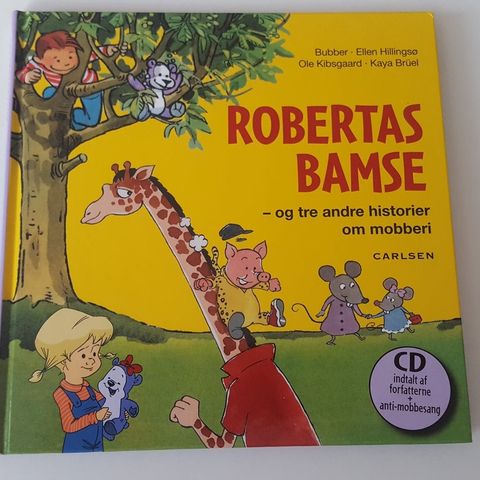 Bubber · Ellen Hillingsø
Ole Kibsgaard · Kaya Brüel
ROBERTAS
BAMSE
– og tre andre historier
om mobberi
CARLSEN
CD
indtalt af
forfatterne
+
anti-mobbesang